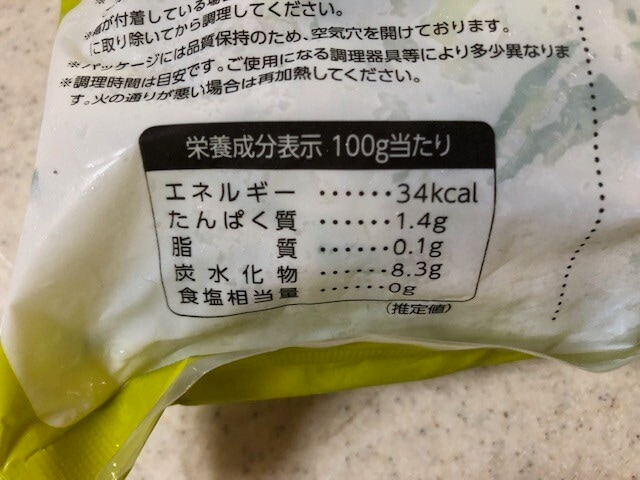 が付着している場合
に取り除いてから調理してください。
※パッケージには品質保持のため、空気穴を開けております。
※調理時間は目安です。ご使用になる調理器具等により多少異なりま
す。火の通りが悪い場合は再加熱してください。
栄養成分表示 100g当たり
エネルギー ……34kcal
たんぱく質 ……1.4g
脂質 ……0.1g
炭水化物 ……8.3g
食塩相当量 ……0g
(推定値)